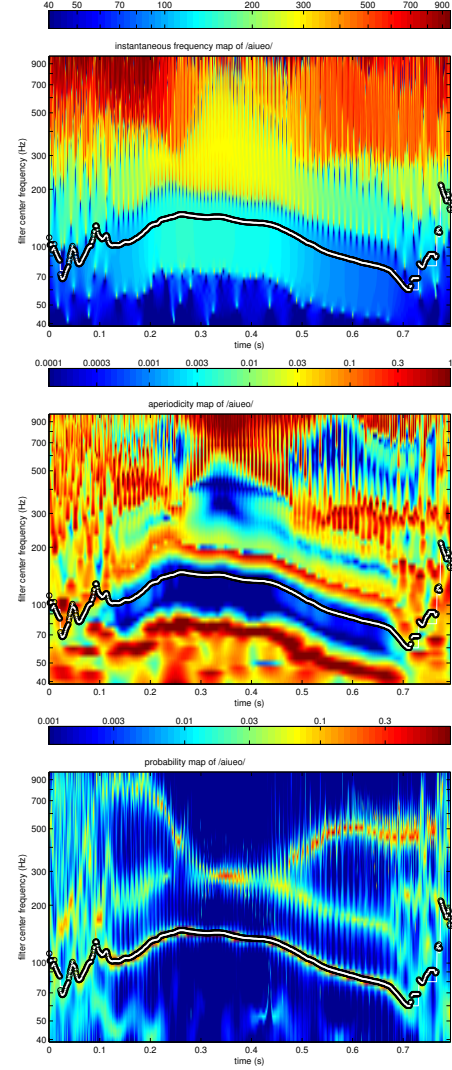 40 50 70 100 200 300 500 700 900
instantaneous frequency map of /aiueo/
filter center frequency (Hz)
900
700
500
300
200
100
70
50
40
0 0.1 0.2 0.3 0.4 0.5 0.6 0.7
time (s)
0.0001 0.0003 0.001 0.003 0.01 0.03 0.1 0.3 1
aperiodicity map of /aiueo/
filter center frequency (Hz)
900
700
500
300
200
100
70
50
40
0 0.1 0.2 0.3 0.4 0.5 0.6 0.7
time (s)
0.001 0.003 0.01 0.03 0.1 0.3
probability map of /aiueo/
filter center frequency (Hz)
900
700
500
300
200
100
70
50
40
0 0.1 0.2 0.3 0.4 0.5 0.6 0.7
time (s)